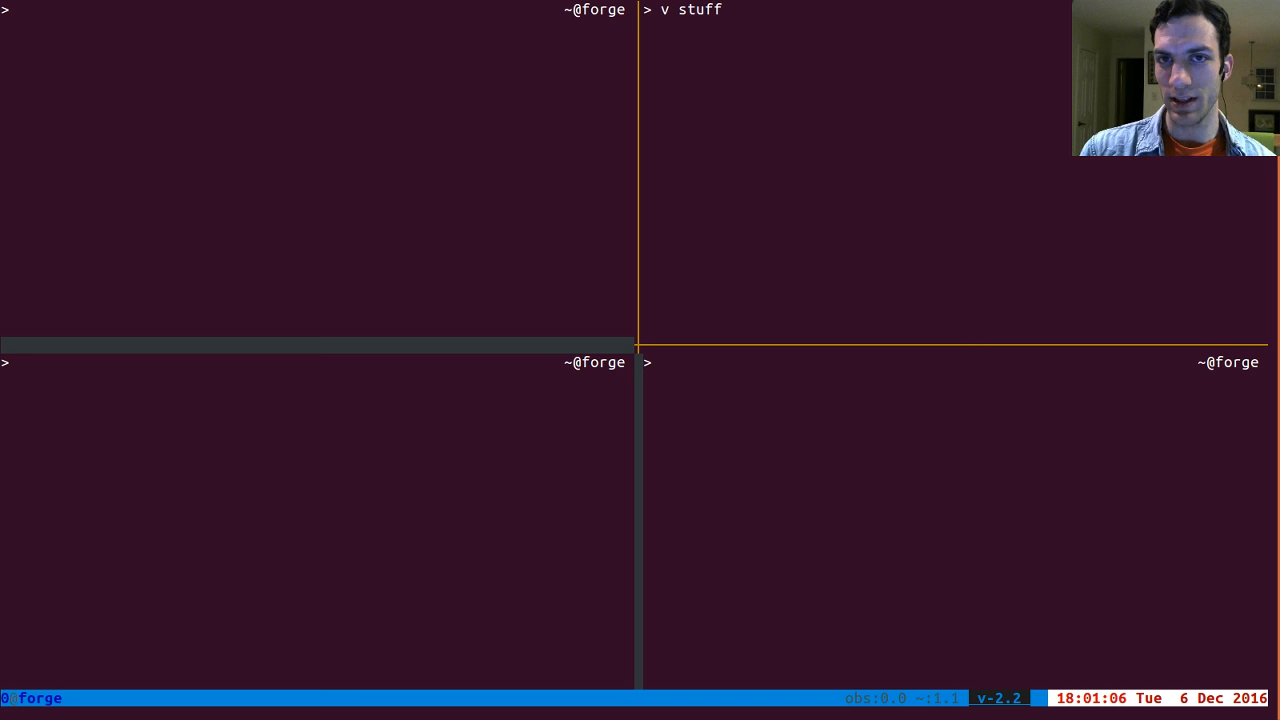 > ~@forge
> v stuff
> ~@forge
> ~@forge
0@forge obs:0.0 ~:1.1 v-2.2 18:01:06 Tue  6 Dec 2016